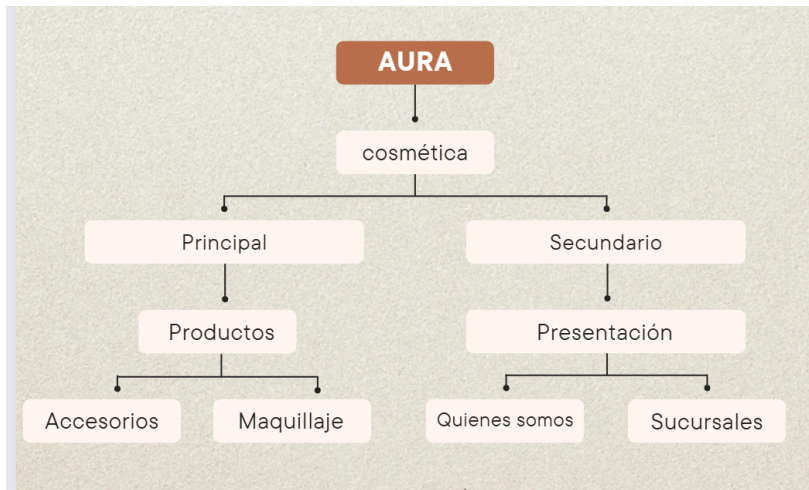 AURA
cosmética
Principal
Secundario
Productos
Presentación
Accesorios
Maquillaje
Quienes somos
Sucursales